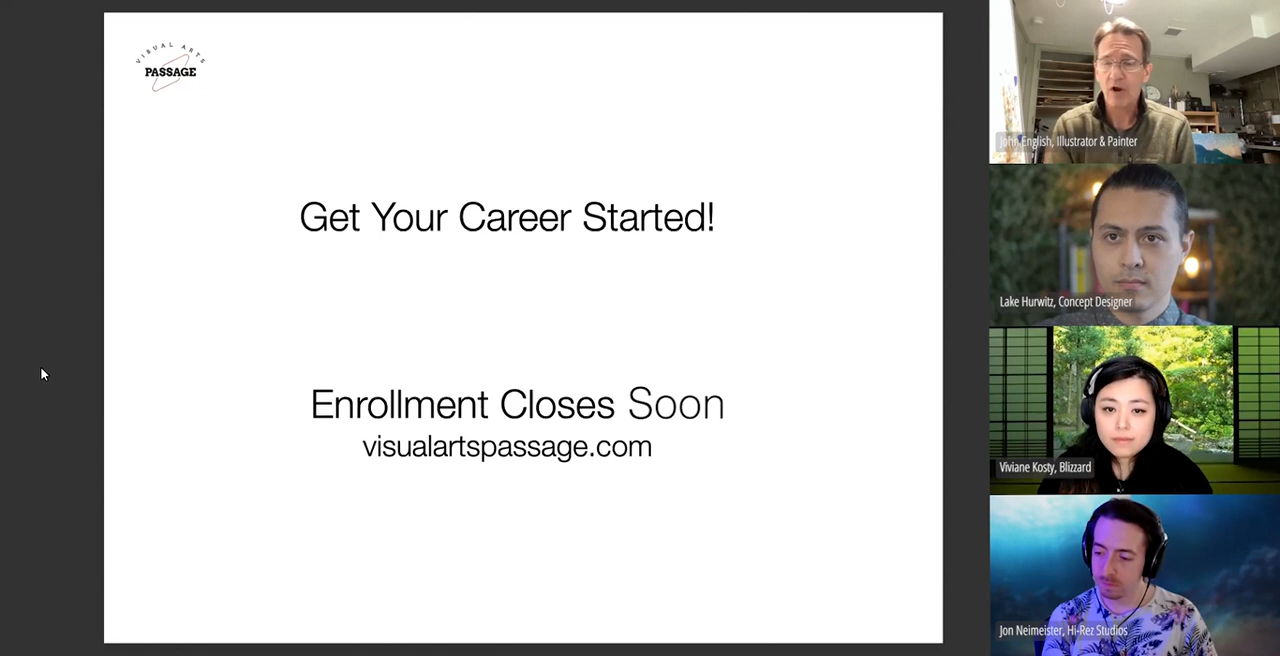 VISUAL ARTS
PASSAGE
Get Your Career Started!
Enrollment Closes Soon
visualartspassage.com
John English, Illustrator & Painter
Lake Hurwitz, Concept Designer
Viviane Kosty, Blizzard
Jon Neimeister, Hi-Rez Studios